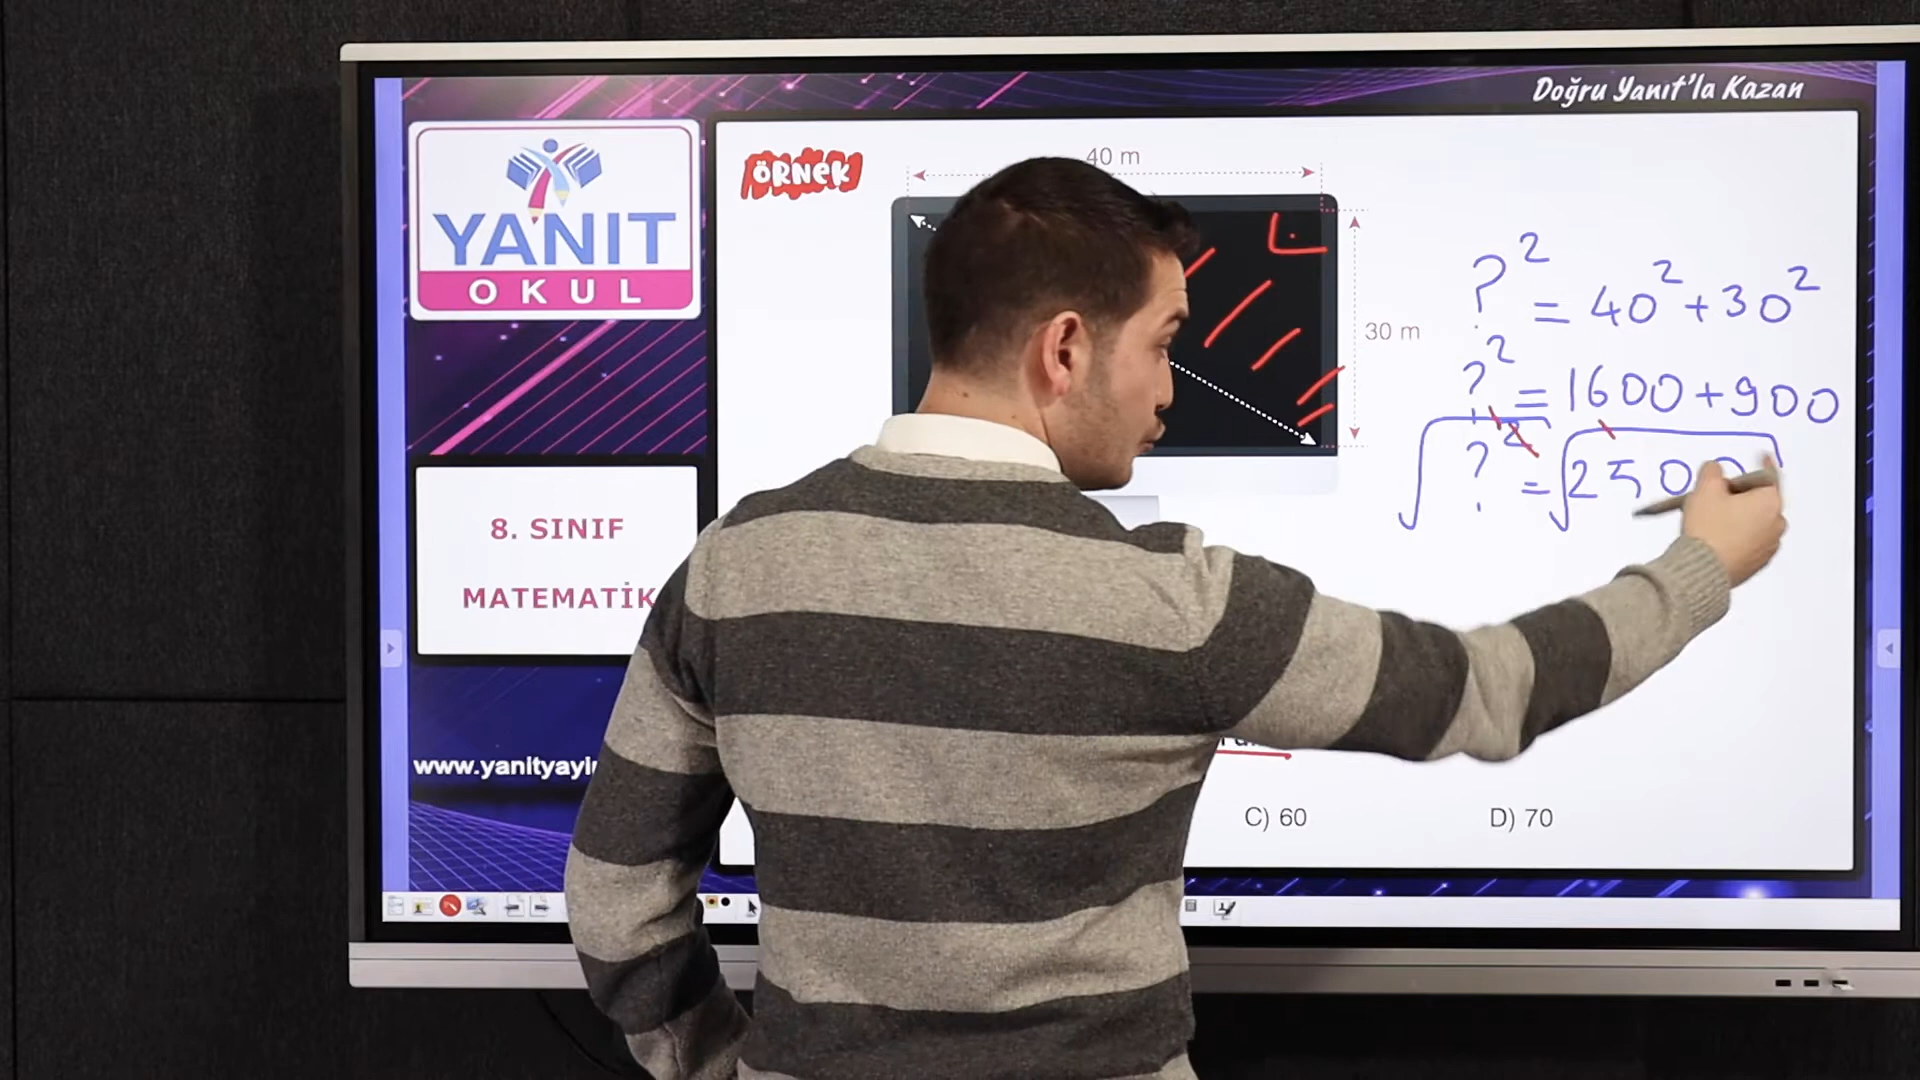 Doğru Yanıt'la Kazan
YANIT
OKUL
8. SINIF
MATEMATİK
ÖRNEK
40 m
30 m
?² = 40² + 30²
?² = 1600 + 900
√?² = √2500
C) 60
D) 70